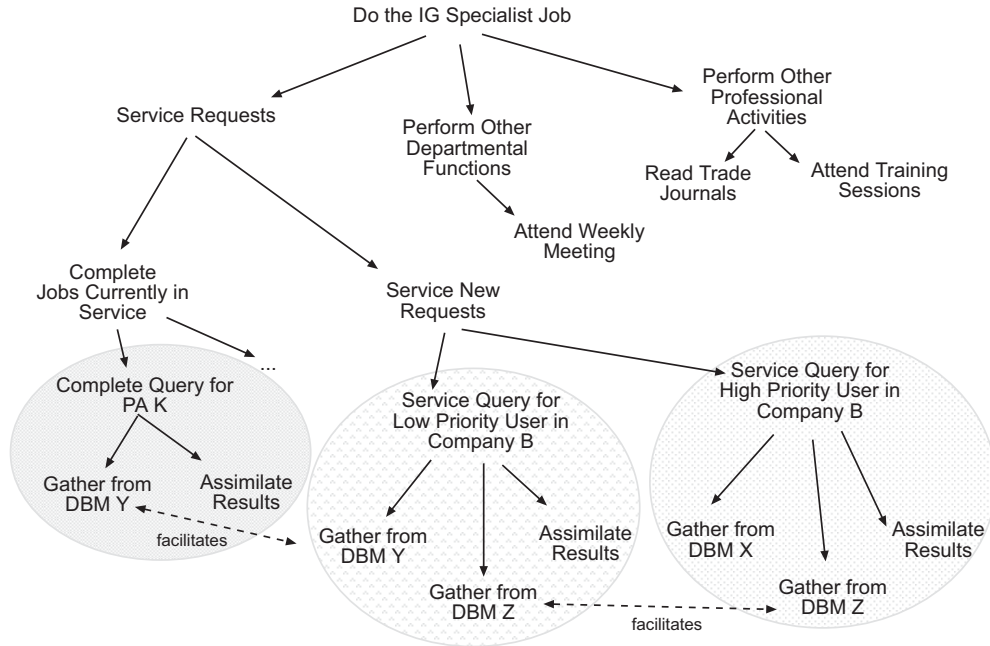 Do the IG Specialist Job
Service Requests
Perform Other
Departmental
Functions
Perform Other
Professional
Activities
Read Trade
Journals
Attend Training
Sessions
Attend Weekly
Meeting
Complete
Jobs Currently in
Service
Service New
Requests
...
Complete Query for
PA K
Gather from
DBM Y
Assimilate
Results
facilitates
Service Query for
Low Priority User in
Company B
Gather from
DBM Y
Gather from
DBM Z
Assimilate
Results
facilitates
Service Query for
High Priority User in
Company B
Gather from
DBM X
Gather from
DBM Z
Assimilate
Results